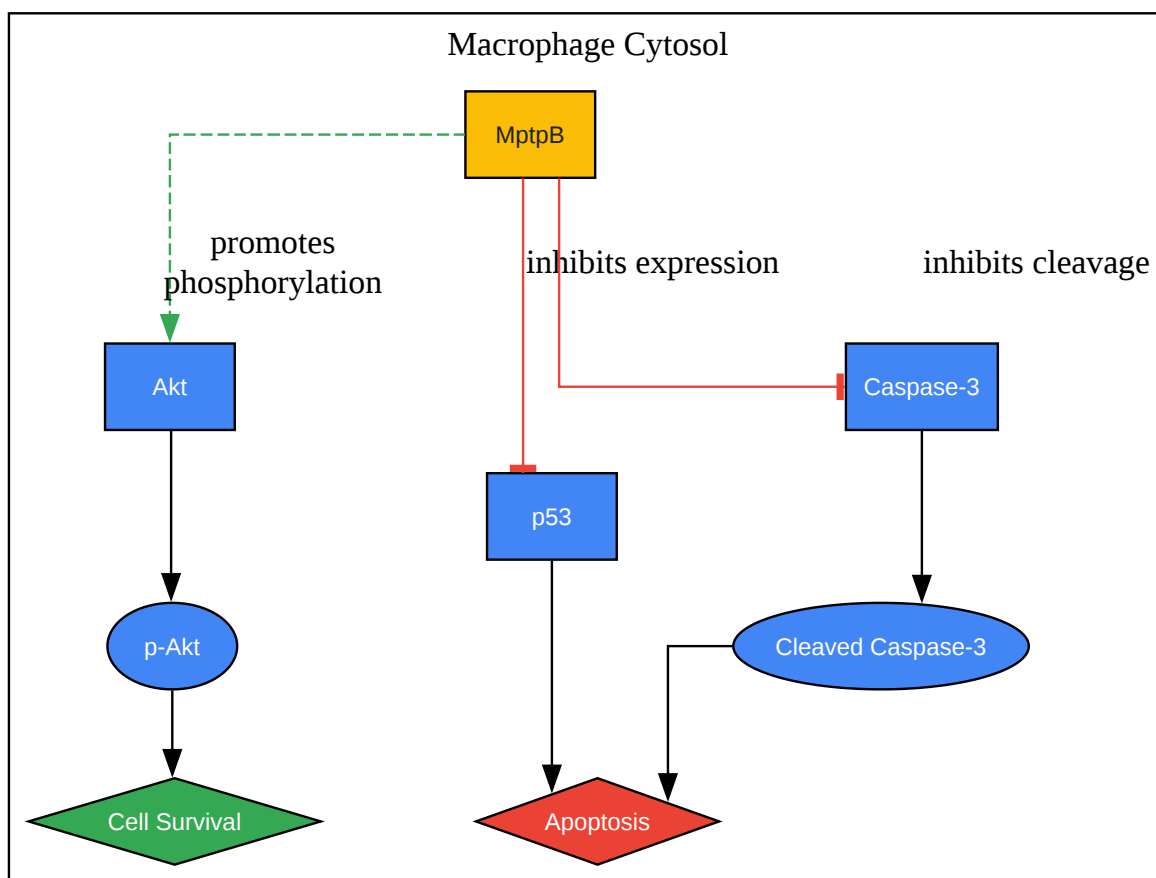 Macrophage Cytosol
MptpB
promotes
phosphorylation
inhibits expression
inhibits cleavage
Akt
Caspase-3
p53
p-Akt
Cleaved Caspase-3
Cell Survival
Apoptosis